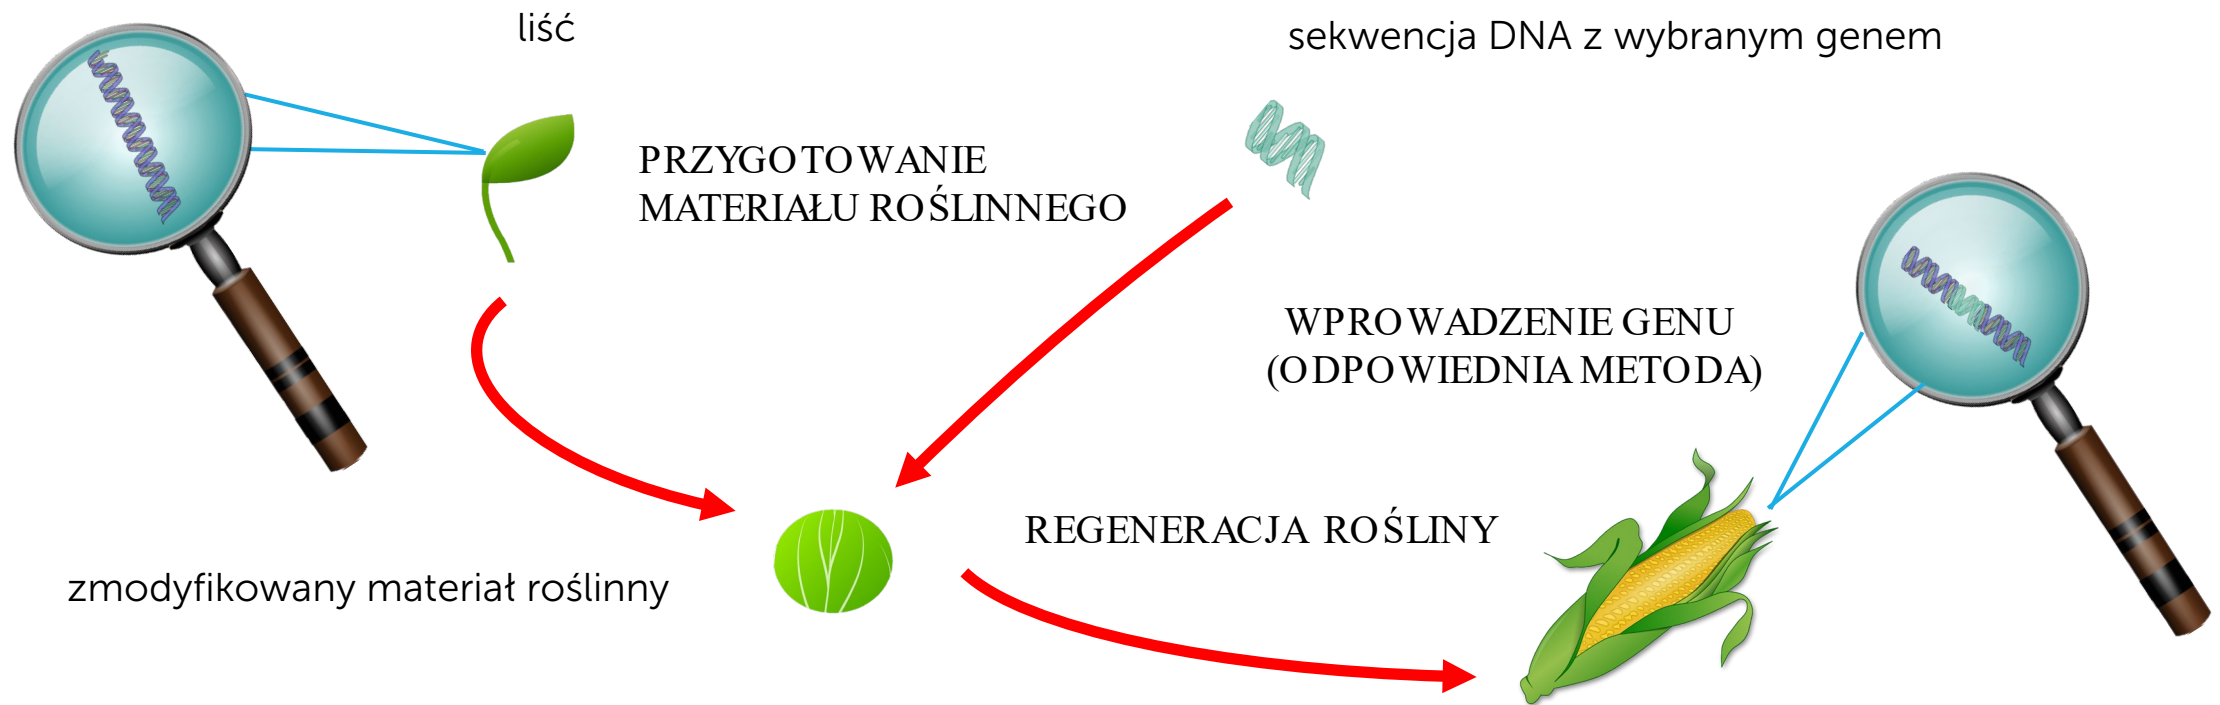 liść
sekwencja DNA z wybranym genem
PRZYGOTOWANIE
MATERIAŁU ROŚLINNEGO
WPROWADZENIE GENU
(ODPOWIEDNIA METODA)
REGENERACJA ROŚLINY
zmodyfikowany materiał roślinny